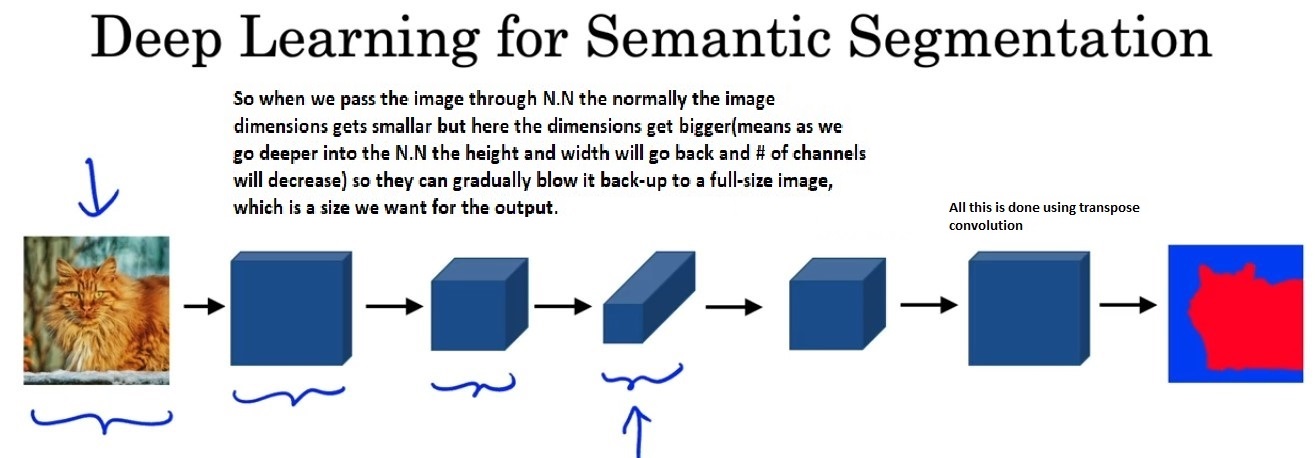 Deep Learning for Semantic Segmentation
So when we pass the image through N.N the normally the image
dimensions gets smallar but here the dimensions get bigger(means as we
go deeper into the N.N the height and width will go back and # of channels
will decrease) so they can gradually blow it back-up to a full-size image,
which is a size we want for the output.
All this is done using transpose
convolution